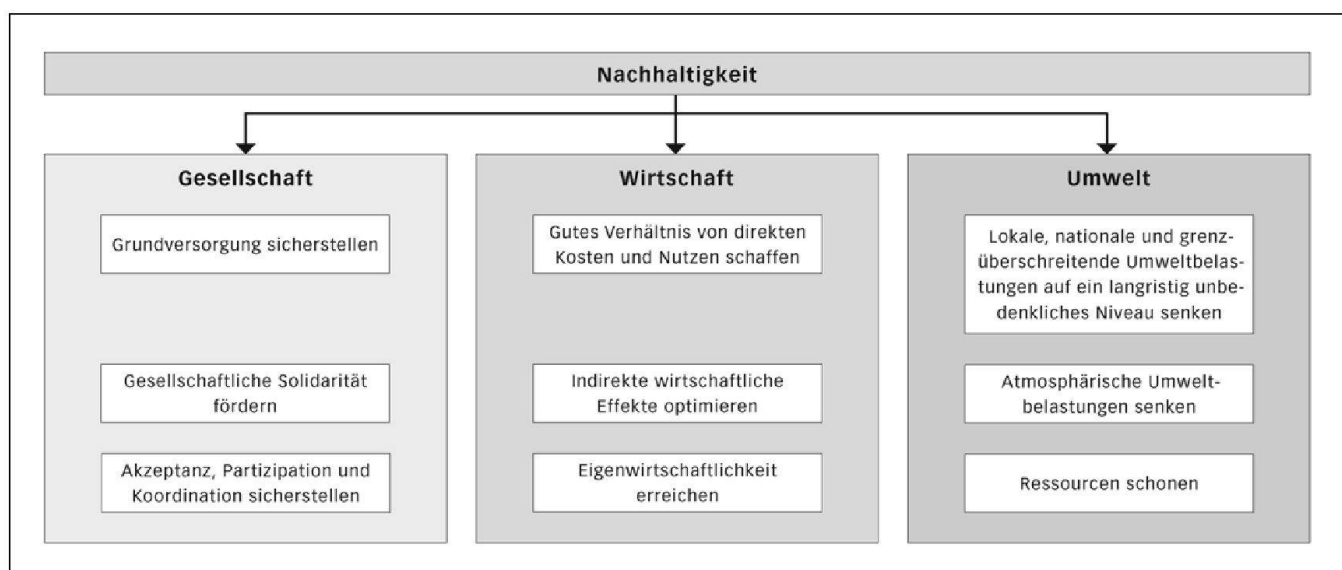 Nachhaltigkeit
Gesellschaft
Grundversorgung sicherstellen
Gesellschaftliche Solidarität
fördern
Akzeptanz, Partizipation und
Koordination sicherstellen
Wirtschaft
Gutes Verhältnis von direkten
Kosten und Nutzen schaffen
Indirekte wirtschaftliche
Effekte optimieren
Eigenwirtschaftlichkeit
erreichen
Umwelt
Lokale, nationale und grenz-
überschreitende Umweltbelas-
tungen auf ein langristig unbe-
denkliches Niveau senken
Atmosphärische Umwelt-
belastungen senken
Ressourcen schonen